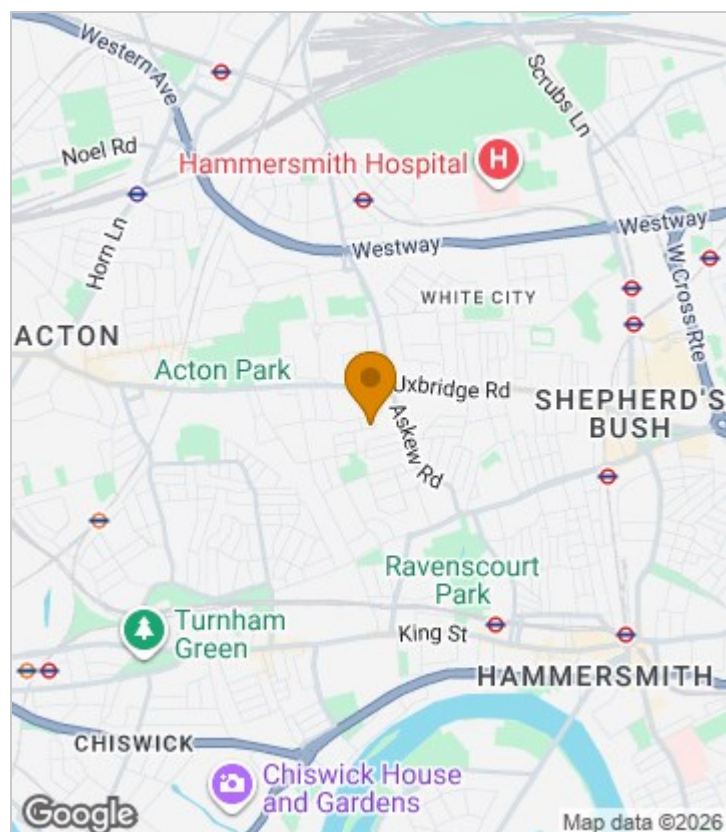 Western Ave
Scrubs Ln
Noel Rd
Hammersmith Hospital
H
Horn Ln
Westway
Westway
W Cross Rte
WHITE CITY
ACTON
Acton Park
Uxbridge Rd
SHEPHERD'S
BUSH
Askew Rd
Ravenscourt
Park
Turnham
Green
King St
HAMMERSMITH
CHISWICK
Chiswick House
and Gardens
Google
Map data ©2026